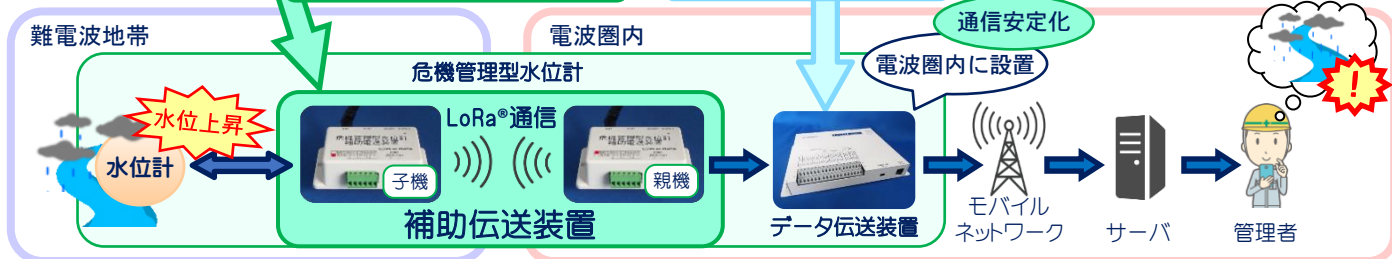 難電波地帯
電波圏内
通信安定化
電波圏内に設置
危機管理型水位計
水位上昇
水位計
LoRa®通信
子機
親機
補助伝送装置
データ伝送装置
モバイル
ネットワーク
サーバ
管理者
!